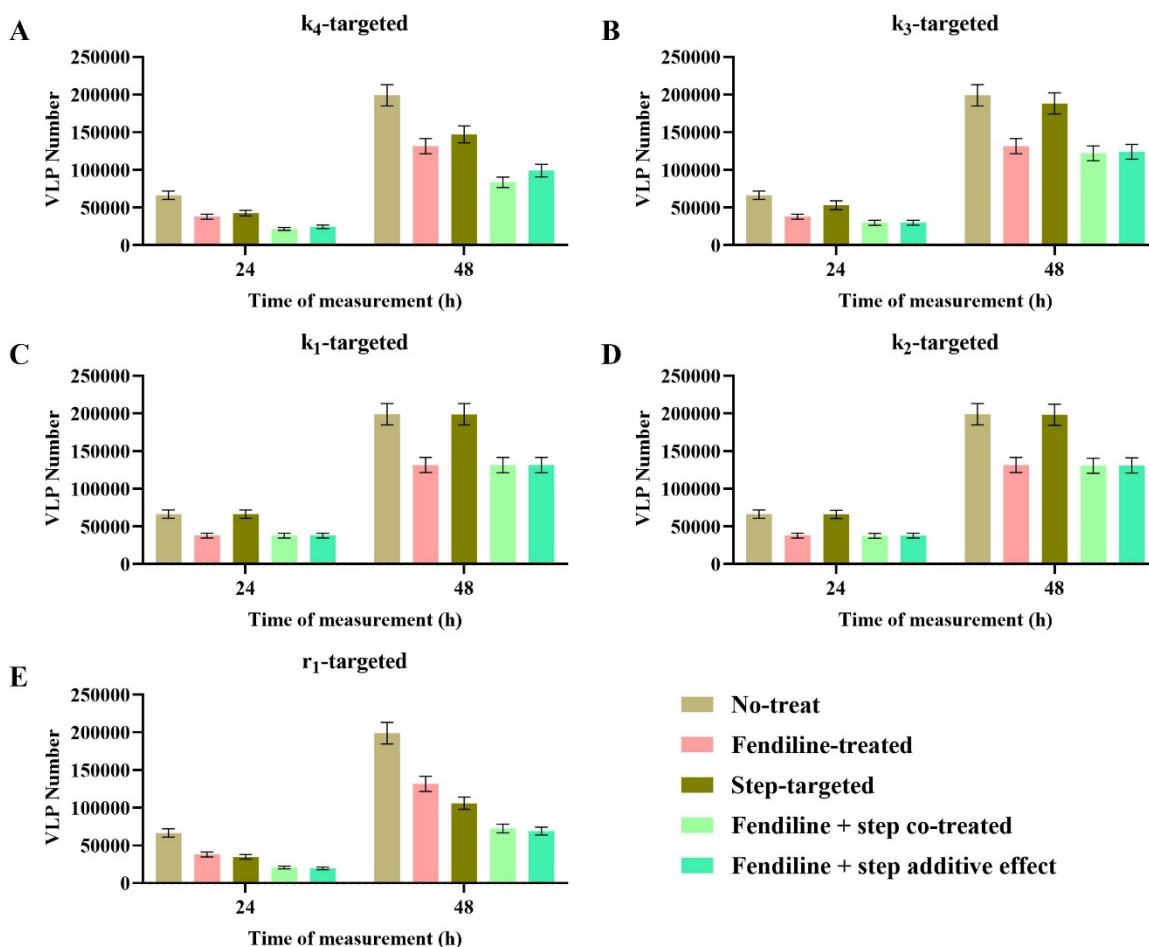 A
k4-targeted
250000
200000
150000
100000
50000
0
VLP Number
24
48
Time of measurement (h)
B
k3-targeted
250000
200000
150000
100000
50000
0
VLP Number
24
48
Time of measurement (h)
C
k1-targeted
250000
200000
150000
100000
50000
0
VLP Number
24
48
Time of measurement (h)
D
k2-targeted
250000
200000
150000
100000
50000
0
VLP Number
24
48
Time of measurement (h)
E
r1-targeted
250000
200000
150000
100000
50000
0
VLP Number
24
48
Time of measurement (h)
No-treat
Fendiline-treated
Step-targeted
Fendiline + step co-treated
Fendiline + step additive effect